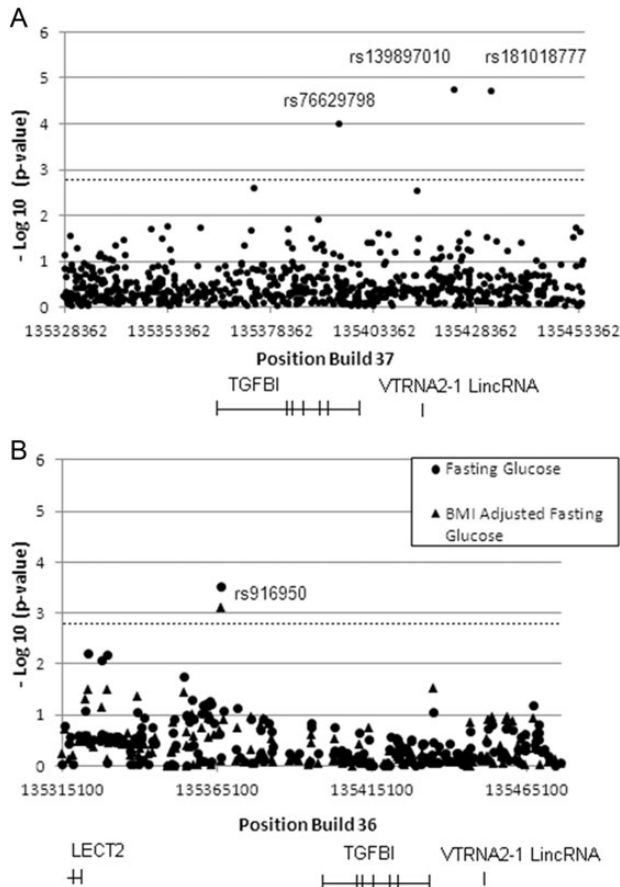 A
6
rs139897010 rs181018777
5
rs76629798
4
3
2
1
0
- Log 10 (p-value)
135328362 135353362 135378362 135403362 135428362 135453362
Position Build 37
TGFBI VTRNA2-1 LincRNA
B
6
Fasting Glucose
5
BMI Adjusted Fasting
Glucose
4
rs916950
3
2
1
0
- Log 10 (p-value)
135315100 135365100 135415100 135465100
Position Build 36
LECT2 TGFBI VTRNA2-1 LincRNA